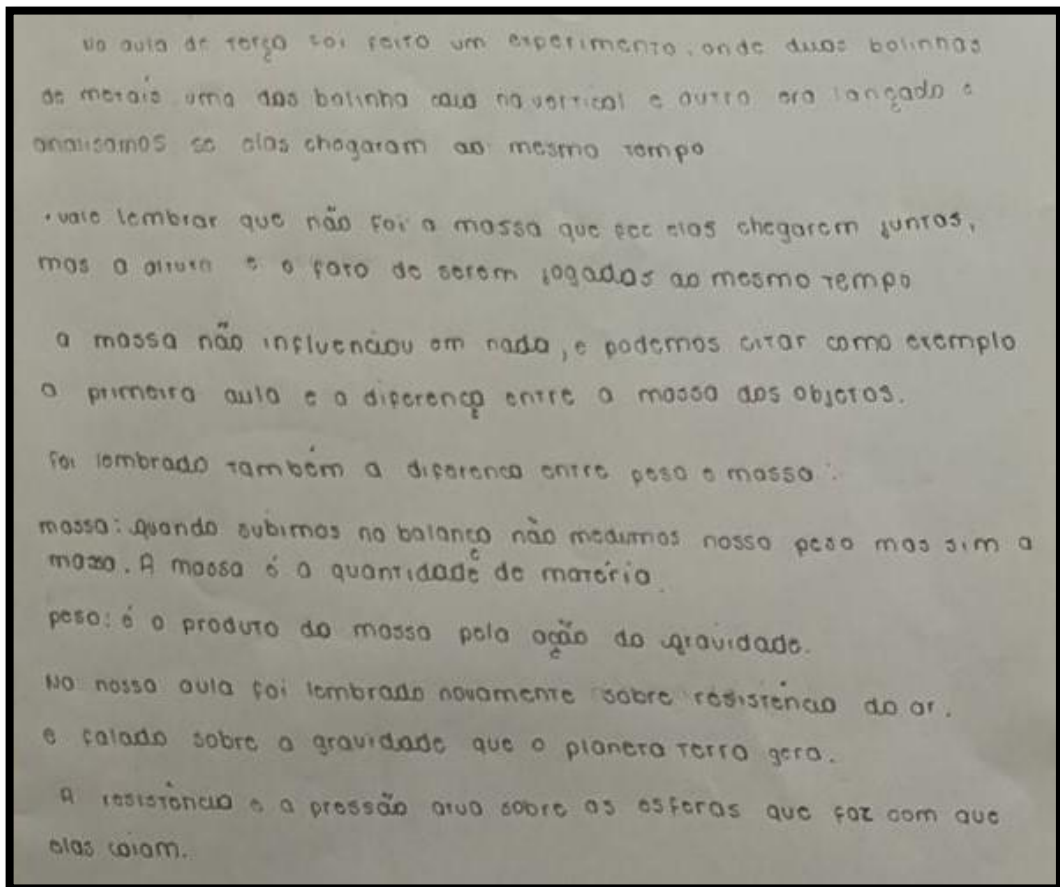 Na aula de terça foi feito um experimento, onde duas bolinhas
de metais uma das bolinha caia na vertical e outra era lançada e
analisamos se elas chegaram ao mesmo tempo
• vale lembrar que não foi a massa que fez elas chegarem juntas,
mas a altura e o fato de serem jogadas ao mesmo tempo
a massa não influenciou em nada, e podemos citar como exemplo
a primeira aula e a diferença entre a massa dos objetos.
Foi lembrado também a diferença entre peso e massa:
massa: quando subimos na balança não medimos nosso peso mas sim a
massa. A massa é a quantidade de matéria.
peso: é o produto da massa pela ação da gravidade.
Na nossa aula foi lembrado novamente sobre resistência do ar.
e falado sobre a gravidade que o planeta Terra gera.
A resistência e a pressão atua sobre as esferas que faz com que
elas caiam.